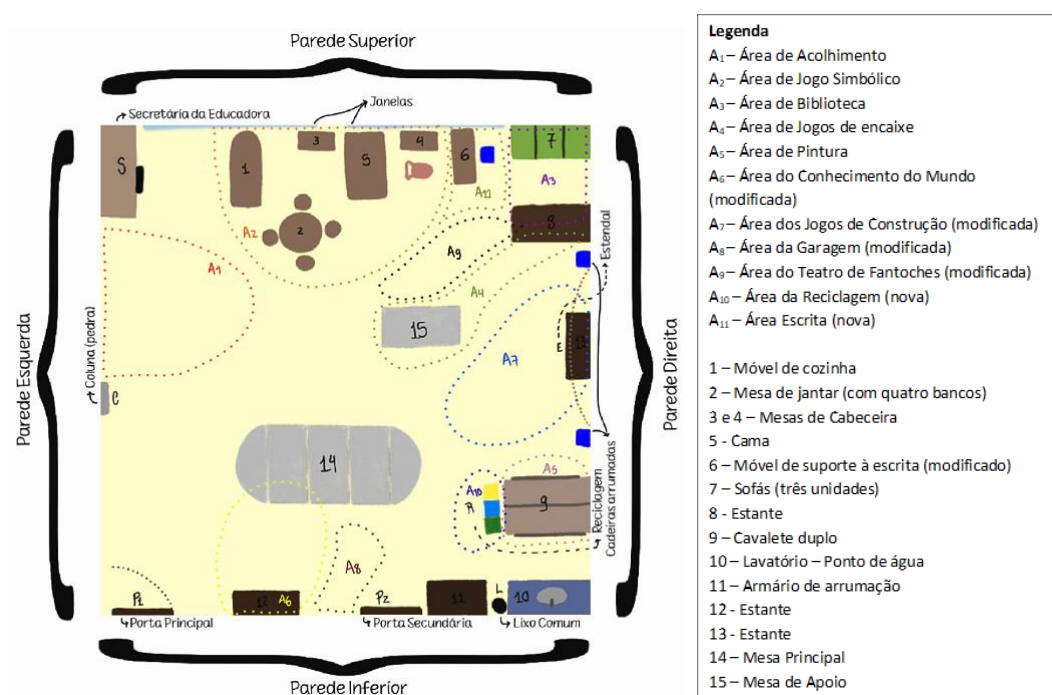 Parede Superior
Janelas
Secretária da Educadora
S
1
3
5
4
6
7
A₃
A₁₁
2
A₂
8
A₉
Estendal
A₁
A₄
15
E
13
A₇
Parede Esquerda
Coluna (pedra)
C
Parede Direita
14
A₅
A₁₀
R
9
Reciclagem
Cadeiras arrumadas
A₈
P₁
12
A₆
P₂
11
L
10
Porta Principal
Porta Secundária
Lixo Comum
Parede Inferior
Legenda
A₁ – Área de Acolhimento
A₂ – Área de Jogo Simbólico
A₃ – Área de Biblioteca
A₄ – Área de Jogos de encaixe
A₅ – Área de Pintura
A₆ – Área do Conhecimento do Mundo
(modificada)
A₇ – Área dos Jogos de Construção (modificada)
A₈ – Área da Garagem (modificada)
A₉ – Área do Teatro de Fantoches (modificada)
A₁₀ – Área da Reciclagem (nova)
A₁₁ – Área Escrita (nova)
1 – Móvel de cozinha
2 – Mesa de jantar (com quatro bancos)
3 e 4 – Mesas de Cabeceira
5 - Cama
6 – Móvel de suporte à escrita (modificado)
7 – Sofás (três unidades)
8 - Estante
9 – Cavalete duplo
10 – Lavatório – Ponto de água
11 – Armário de arrumação
12 - Estante
13 - Estante
14 – Mesa Principal
15 – Mesa de Apoio